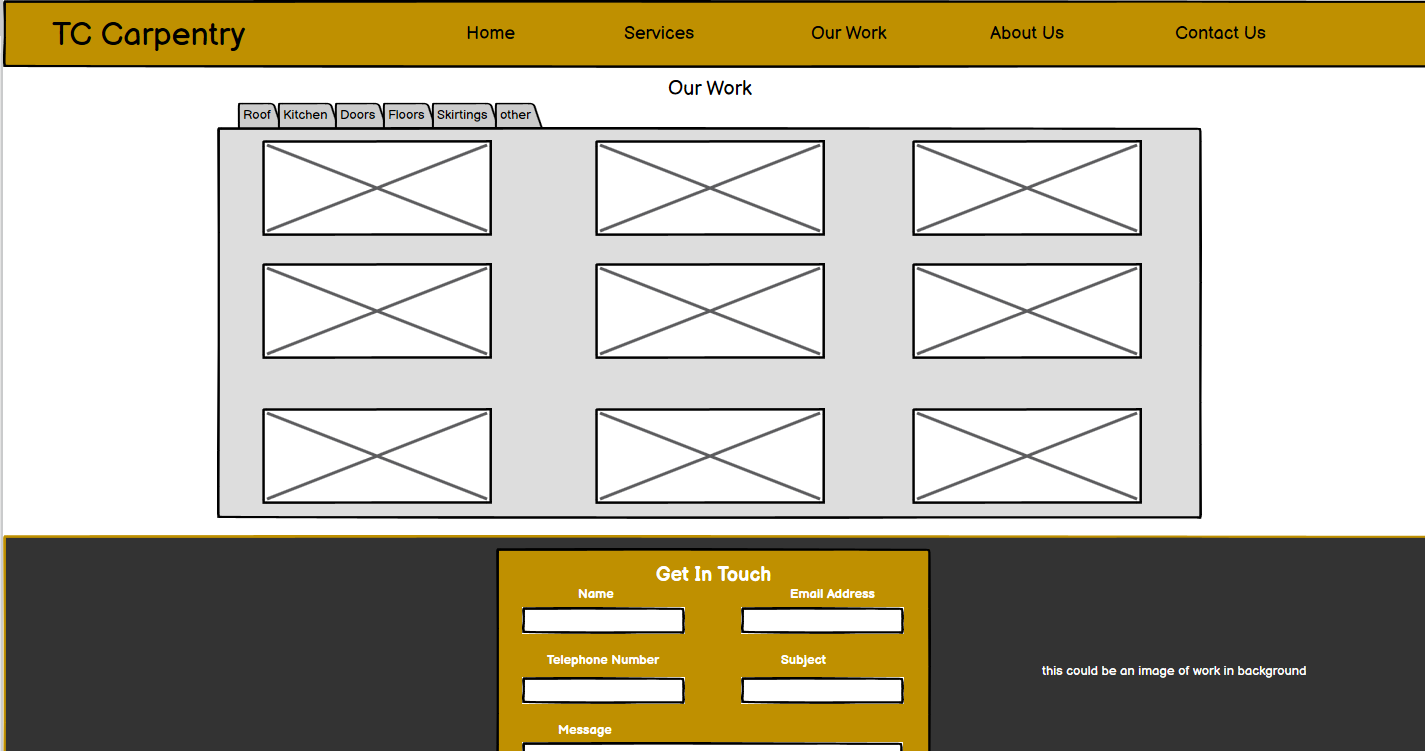 TC Carpentry Home Services Our Work About Us Contact Us
Our Work
Roof Kitchen Doors Floors Skirtings other
Get In Touch
Name Email Address
Telephone Number Subject
this could be an image of work in background
Message